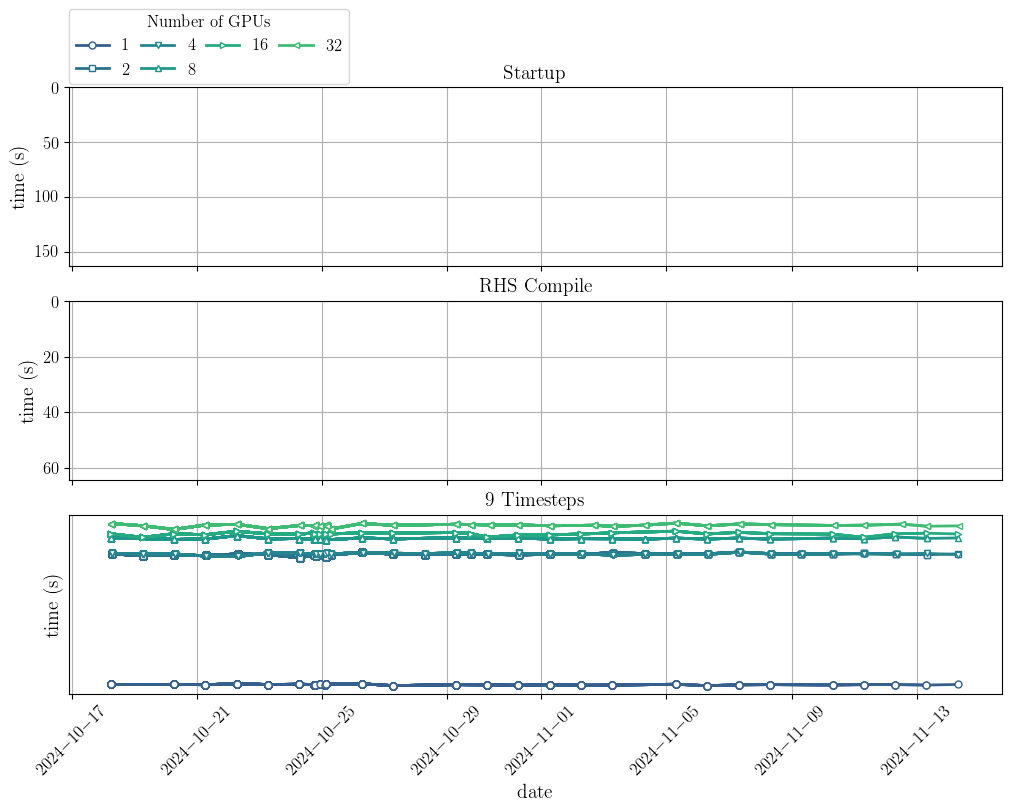 Number of GPUs
1 4 16 32
2 8
Startup
0
50
100
150
time (s)
RHS Compile
0
20
40
60
time (s)
9 Timesteps
time (s)
2024−10−17 2024−10−21 2024−10−25 2024−10−29 2024−11−01 2024−11−05 2024−11−09 2024−11−13
date